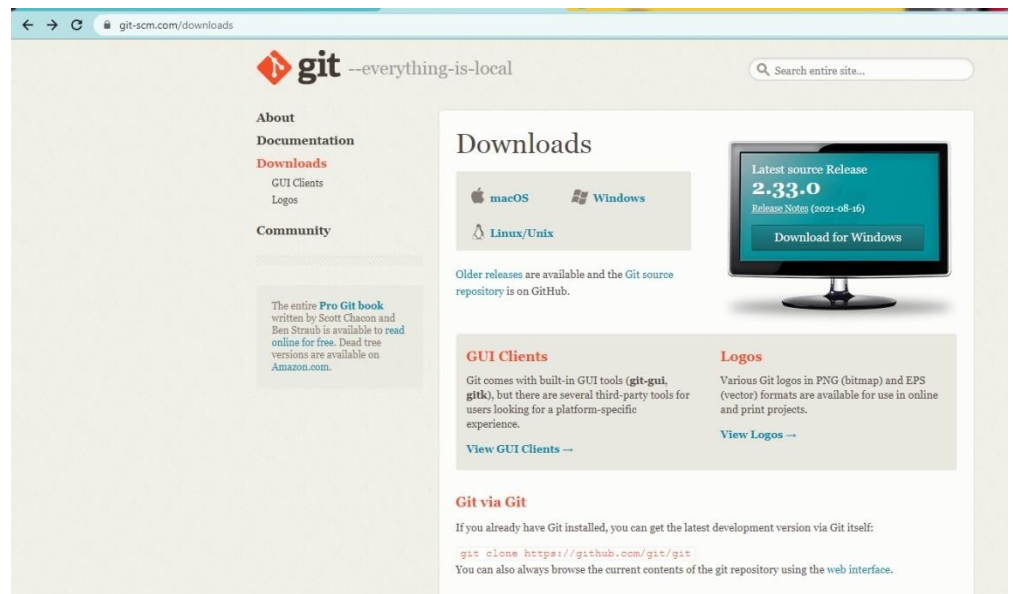 git-scm.com/downloads
git --everything-is-local
Search entire site...
About
Documentation
Downloads
GUI Clients
Logos
Community
The entire Pro Git book
written by Scott Chacon and
Ben Straub is available to read
online for free. Dead tree
versions are available on
Amazon.com.
Downloads
macOS
Windows
Linux/Unix
Older releases are available and the Git source
repository is on GitHub.
Latest source Release
2.33.0
Release Notes (2021-08-16)
Download for Windows
GUI Clients
Git comes with built-in GUI tools (git-gui,
gitk), but there are several third-party tools for
users looking for a platform-specific
experience.
View GUI Clients →
Logos
Various Git logos in PNG (bitmap) and EPS
(vector) formats are available for use in online
and print projects.
View Logos →
Git via Git
If you already have Git installed, you can get the latest development version via Git itself:
git clone https://github.com/git/git
You can also always browse the current contents of the git repository using the web interface.